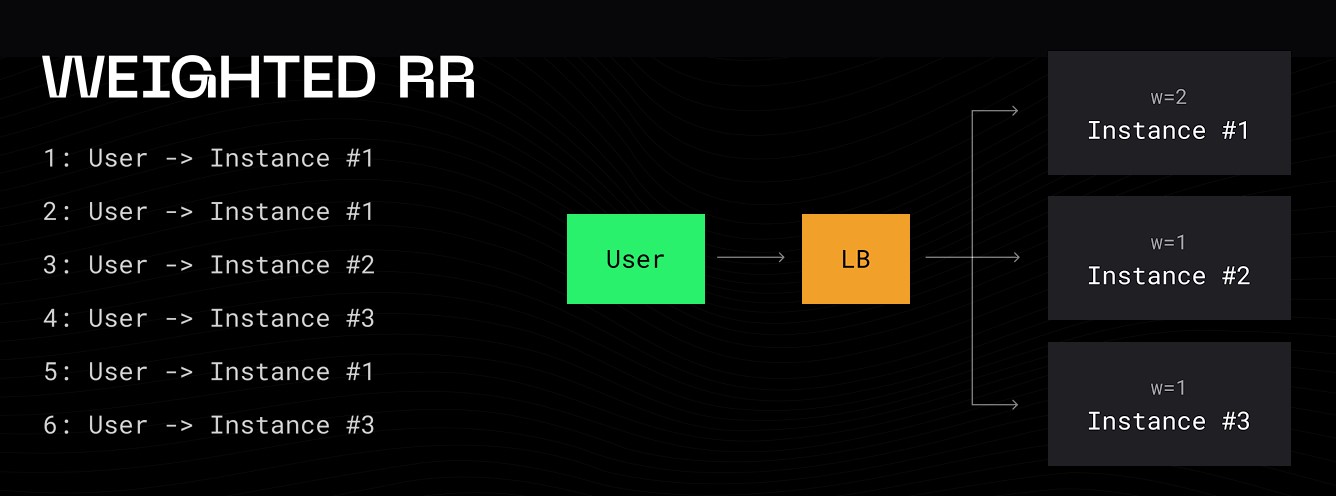 WEIGHTED RR
1: User -> Instance #1
2: User -> Instance #1
3: User -> Instance #2
4: User -> Instance #3
5: User -> Instance #1
6: User -> Instance #3
User
LB
w=2
Instance #1
w=1
Instance #2
w=1
Instance #3